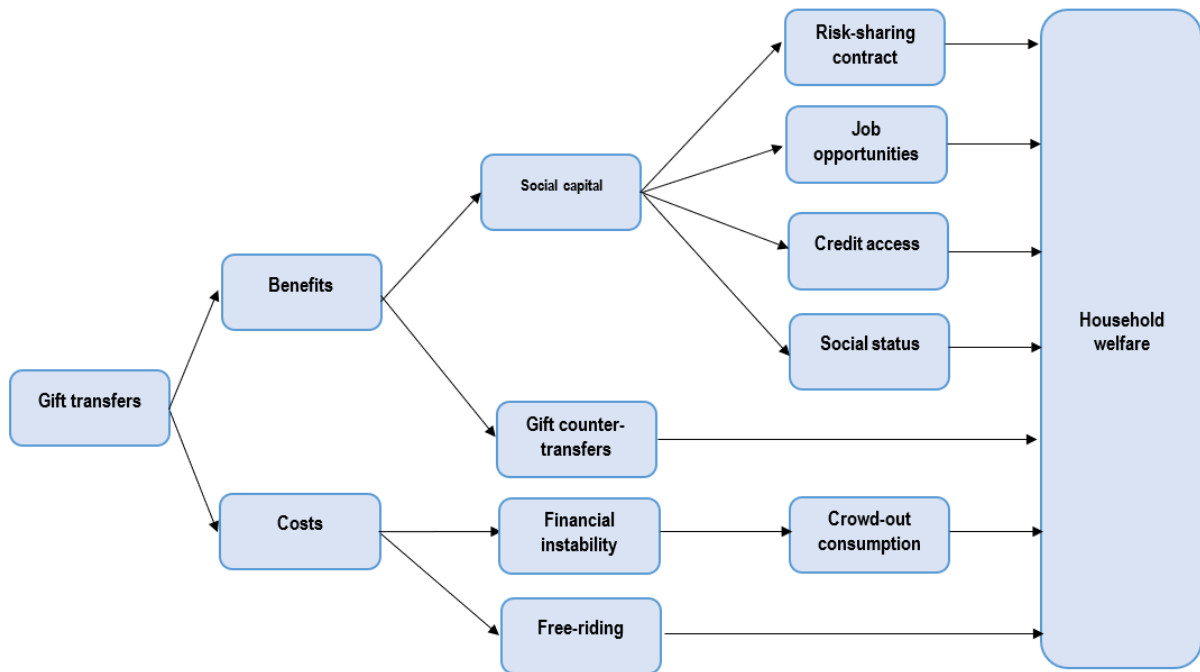 Risk-sharing
contract
Job
opportunities
Social capital
Credit access
Benefits
Household
welfare
Social status
Gift transfers
Gift counter-
transfers
Costs
Financial
instability
Crowd-out
consumption
Free-riding